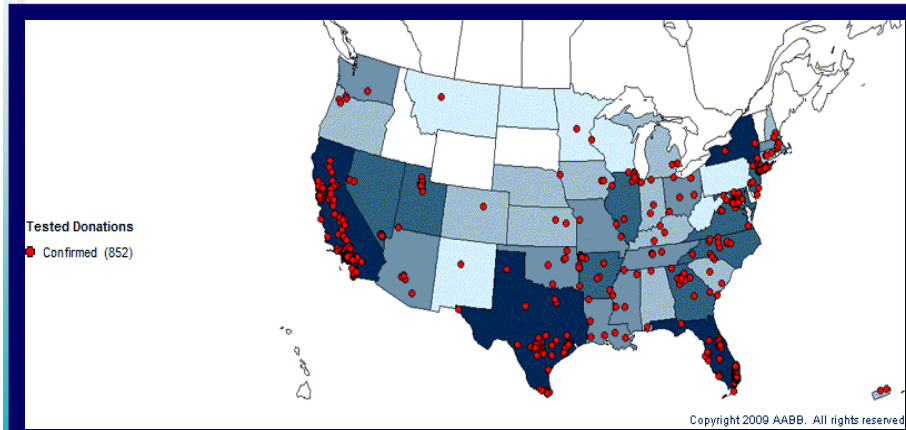 Tested Donations
Confirmed (852)
Copyright 2009 AABB. All rights reserved